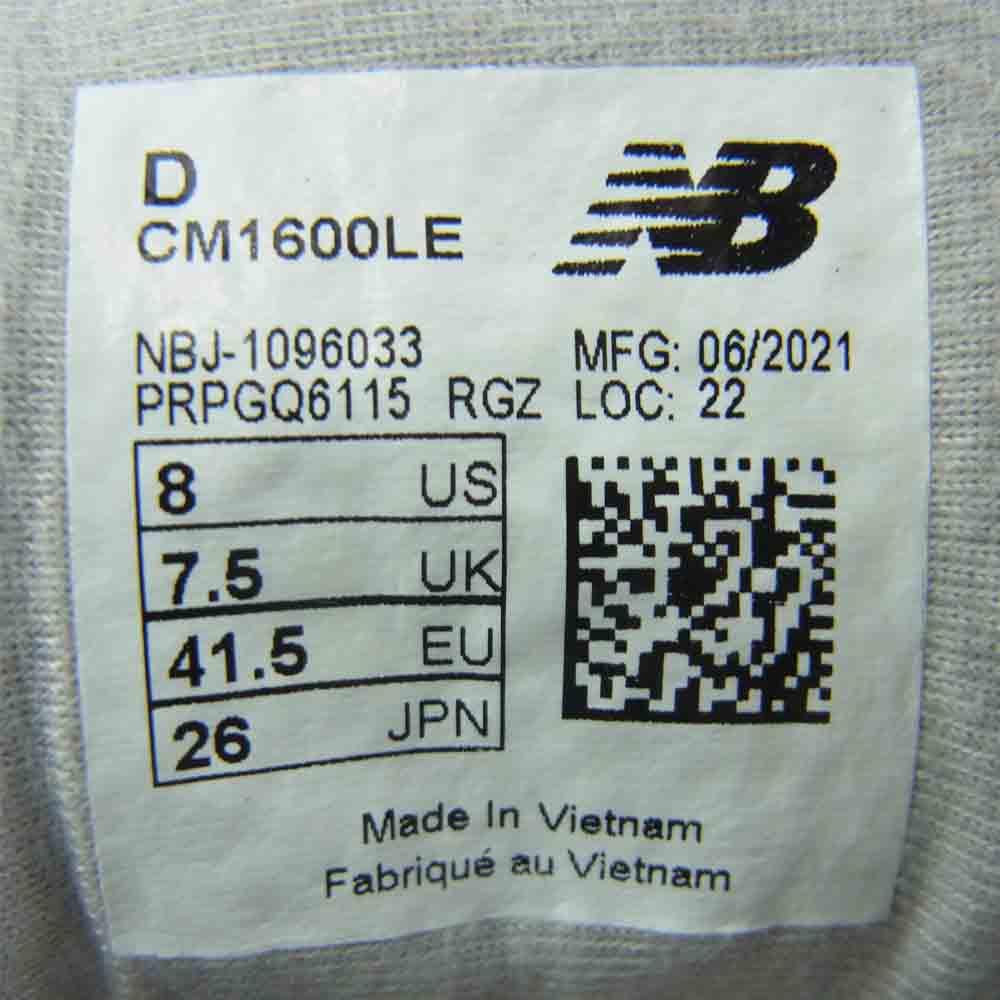 D
CM1600LE
NB
NBJ-1096033 MFG: 06/2021
PRPGQ6115 RGZ LOC: 22
8 US
7.5 UK
41.5 EU
26 JPN
Made In Vietnam
Fabriqué au Vietnam